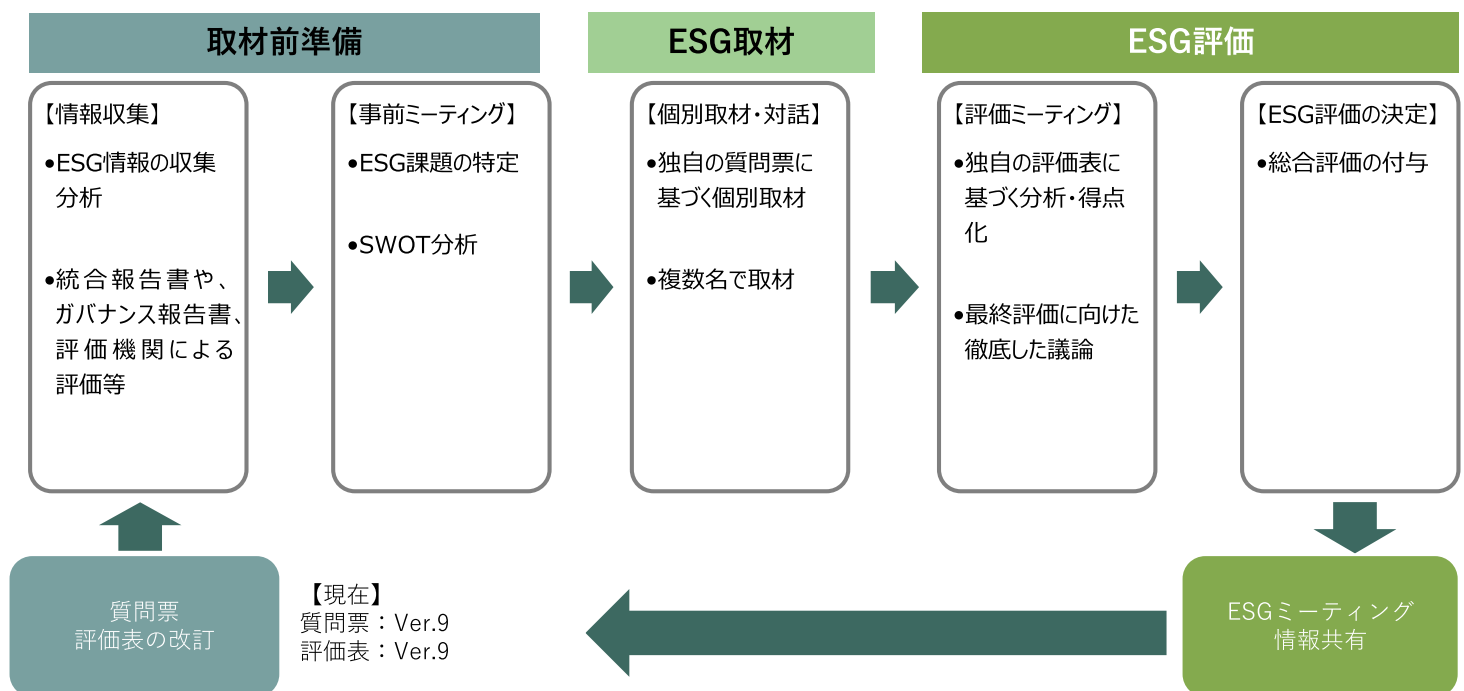 取材前準備
ESG取材
ESG評価
【情報収集】
•ESG情報の収集
分析
•統合報告書や、
ガバナンス報告書、
評価機関による
評価等
【事前ミーティング】
•ESG課題の特定
•SWOT分析
【個別取材・対話】
•独自の質問票に
基づく個別取材
•複数名で取材
【評価ミーティング】
•独自の評価表に
基づく分析・得点
化
•最終評価に向けた
徹底した議論
【ESG評価の決定】
•総合評価の付与
質問票
評価表の改訂
【現在】
質問票：Ver.9
評価表：Ver.9
ESGミーティング
情報共有